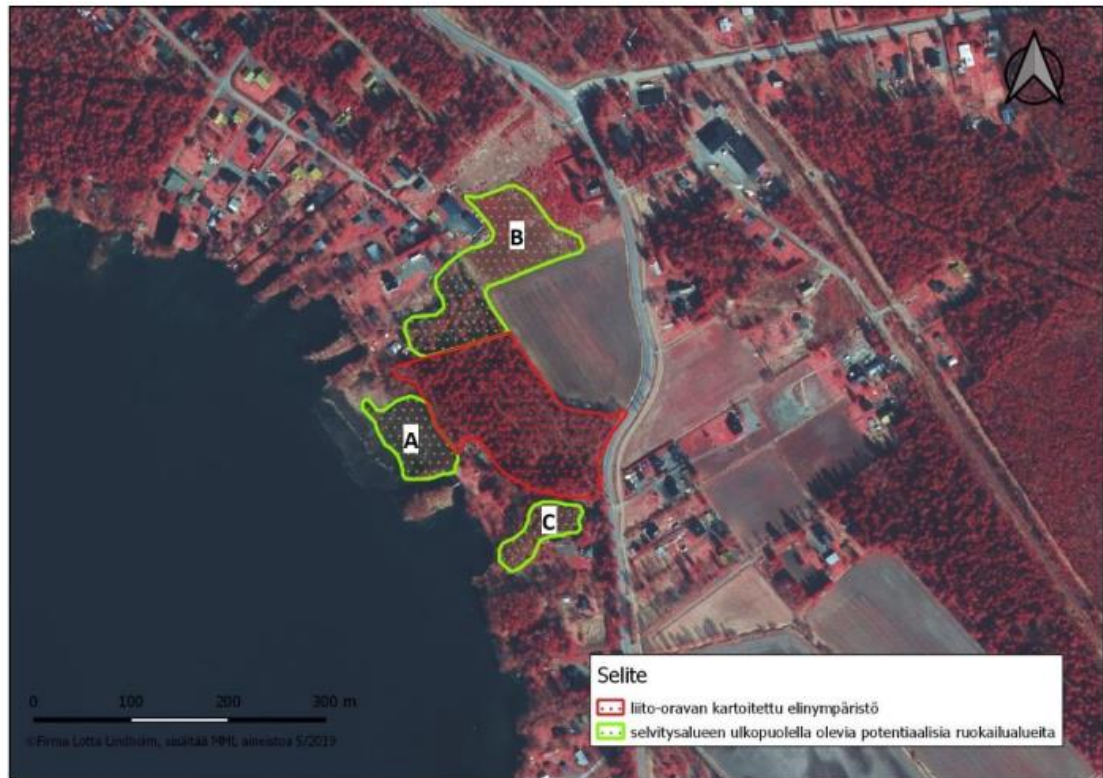 B
A
C
Selite
liito-oravan kartoitettu elinympäristö
selvitysalueen ulkopuolella olevia potentiaalisia ruokailualueita
0 100 200 300 m
©Firma Lotta Lindholm, sisältää MML aineistoa 5/2019